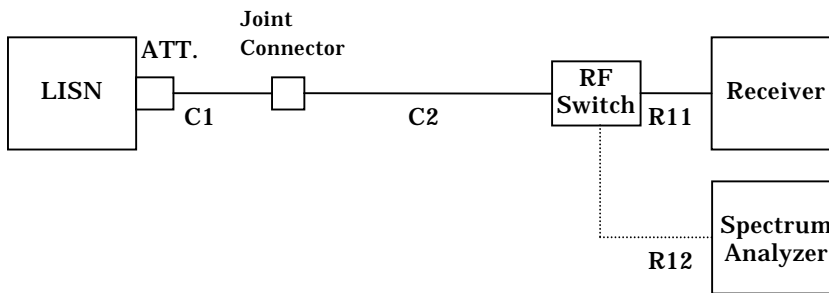 Joint
Connector
ATT.
LISN
C1
C2
RF
Switch
R11
Receiver
R12
Spectrum
Analyzer